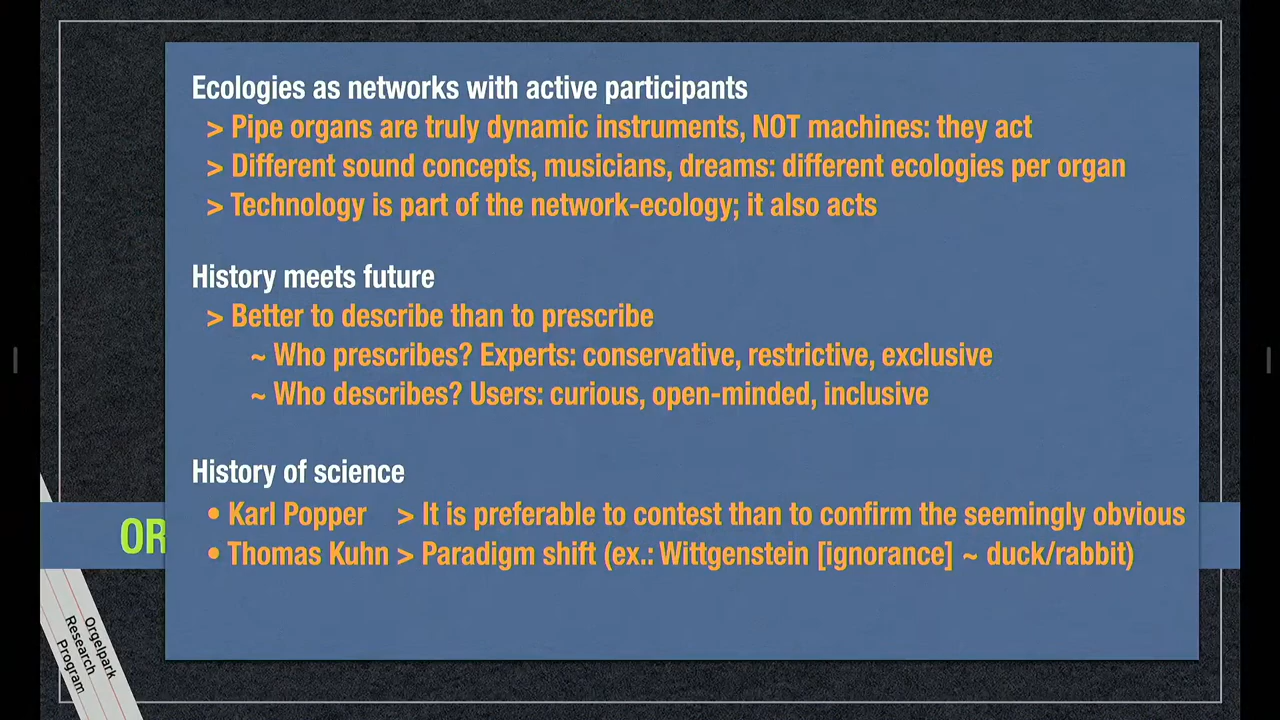 Ecologies as networks with active participants
> Pipe organs are truly dynamic instruments, NOT machines: they act
> Different sound concepts, musicians, dreams: different ecologies per organ
> Technology is part of the network-ecology; it also acts
History meets future
> Better to describe than to prescribe
~ Who prescribes? Experts: conservative, restrictive, exclusive
~ Who describes? Users: curious, open-minded, inclusive
History of science
• Karl Popper > It is preferable to contest than to confirm the seemingly obvious
• Thomas Kuhn > Paradigm shift (ex.: Wittgenstein [ignorance] ~ duck/rabbit)
OR
Orgelpark
Research
Program